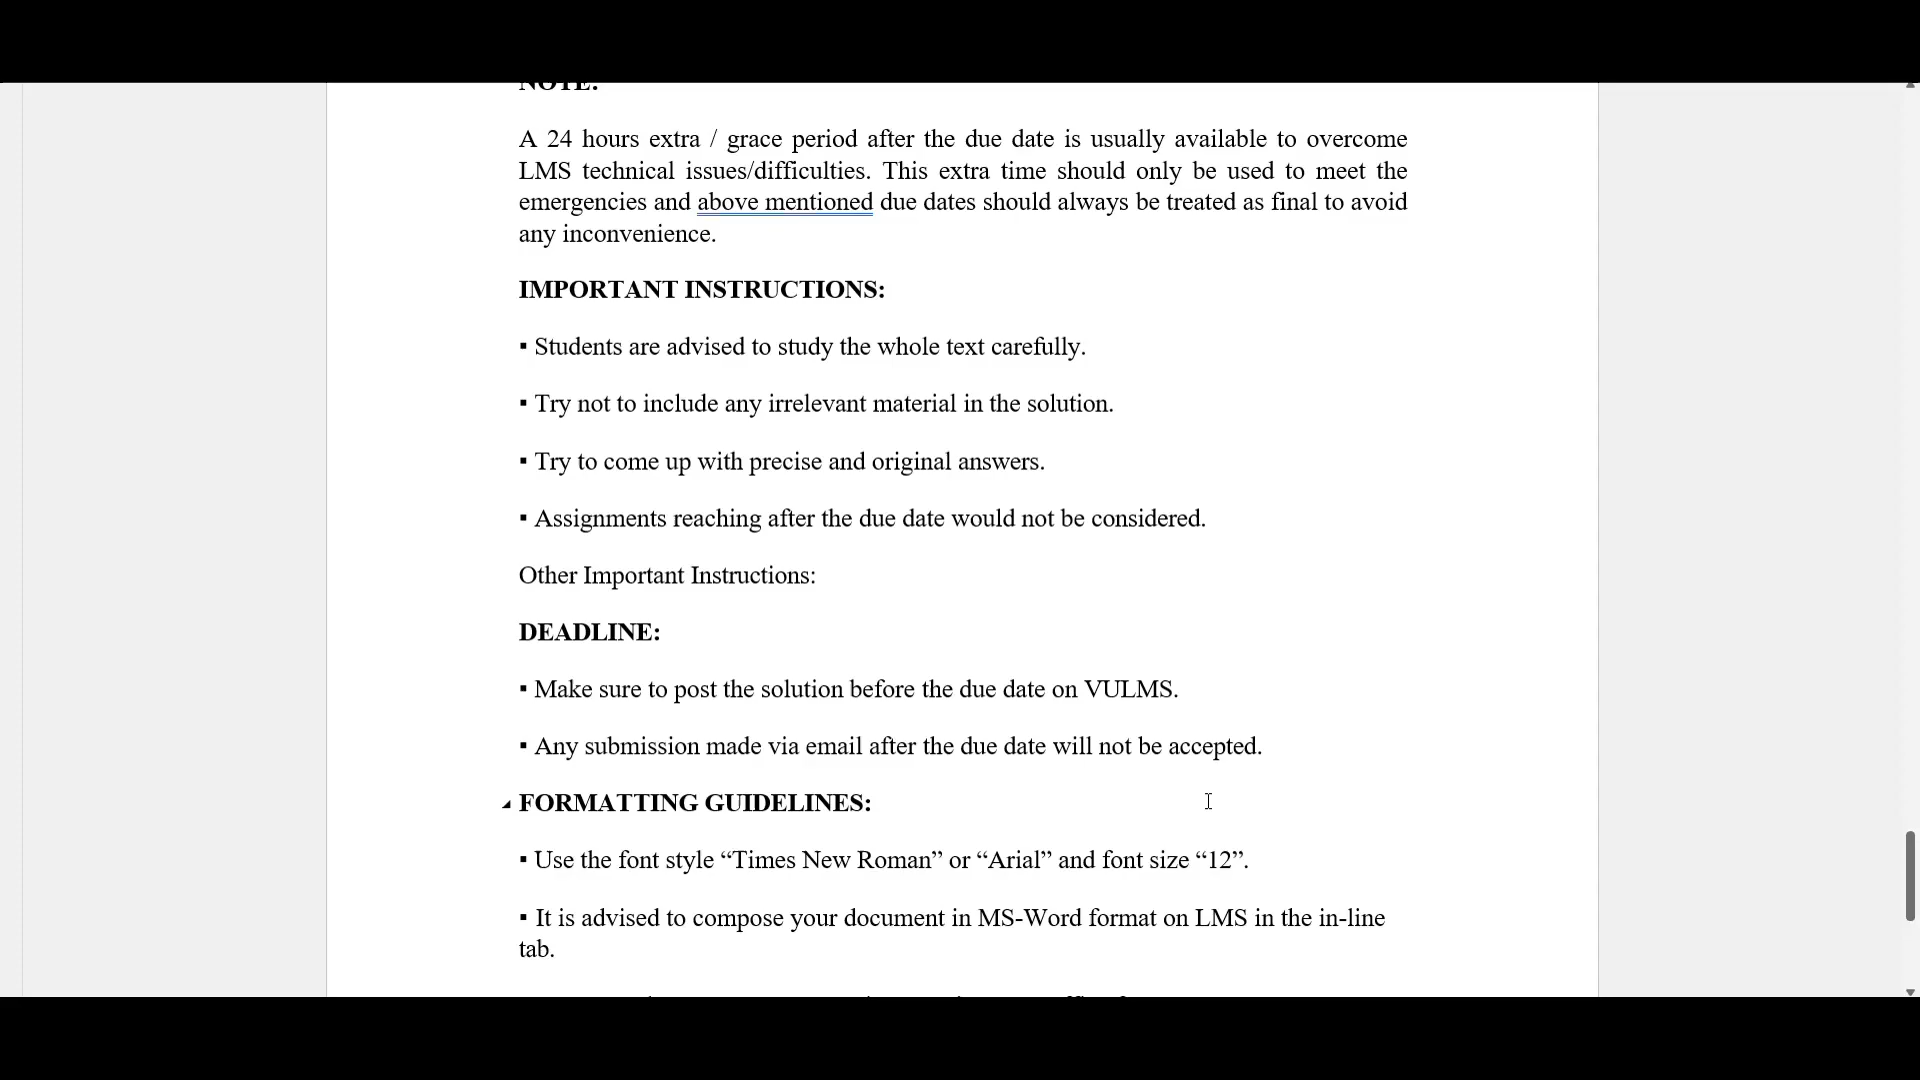 NOTE:
A 24 hours extra / grace period after the due date is usually available to overcome
LMS technical issues/difficulties. This extra time should only be used to meet the
emergencies and above mentioned due dates should always be treated as final to avoid
any inconvenience.
IMPORTANT INSTRUCTIONS:
▪ Students are advised to study the whole text carefully.
▪ Try not to include any irrelevant material in the solution.
▪ Try to come up with precise and original answers.
▪ Assignments reaching after the due date would not be considered.
Other Important Instructions:
DEADLINE:
▪ Make sure to post the solution before the due date on VULMS.
▪ Any submission made via email after the due date will not be accepted.
FORMATTING GUIDELINES:
▪ Use the font style “Times New Roman” or “Arial” and font size “12”.
▪ It is advised to compose your document in MS-Word format on LMS in the in-line
tab.